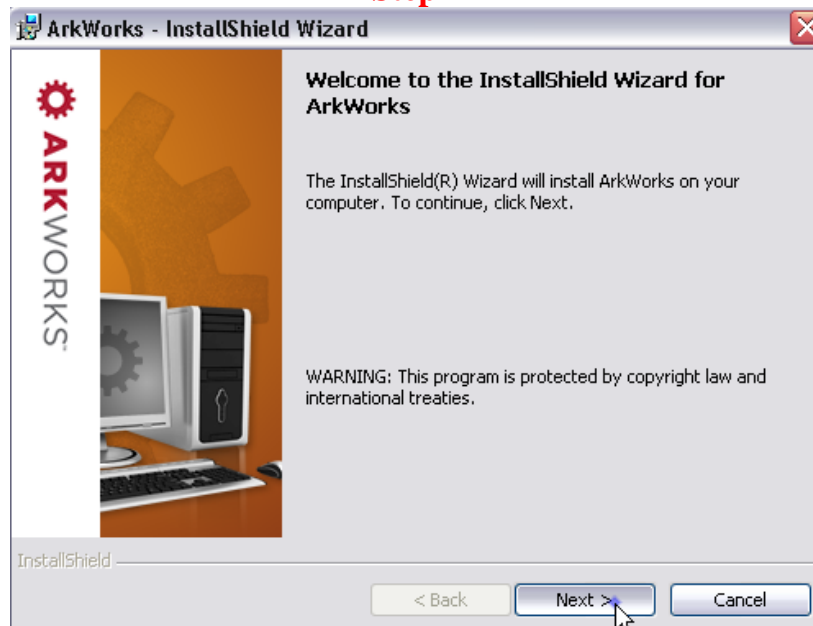 Step
ArkWorks - InstallShield Wizard
ARKWORKS
Welcome to the InstallShield Wizard for
ArkWorks
The InstallShield(R) Wizard will install ArkWorks on your
computer. To continue, click Next.
WARNING: This program is protected by copyright law and
international treaties.
InstallShield
< Back
Next >
Cancel